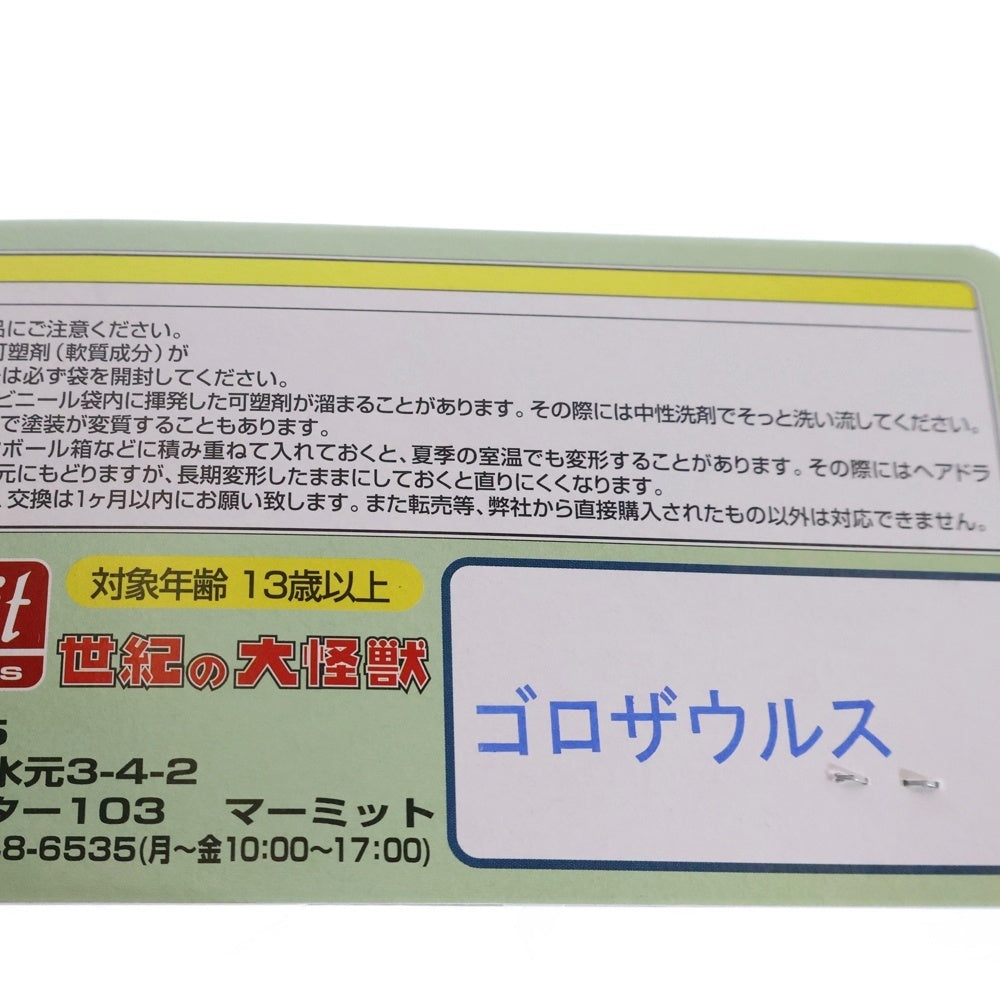 品にご注意ください。
可塑剤（軟質成分）が
は必ず袋を開封してください。
ビニール袋内に揮発した可塑剤が溜まることがあります。その際には中性洗剤でそっと洗い流してください。
で塗装が変質することもあります。
ボール箱などに積み重ねて入れておくと、夏季の室温でも変形することがあります。その際にはヘアドラ
元にもどりますが、長期変形したままにしておくと直りにくくなります。
、交換は1ヶ月以内にお願い致します。また転売等、弊社から直接購入されたもの以外は対応できません。
it
s
対象年齢 13歳以上
世紀の大怪獣
5
水元3-4-2
ター103 マーミット
8-6535(月～金10:00～17:00)
ゴロザウルス